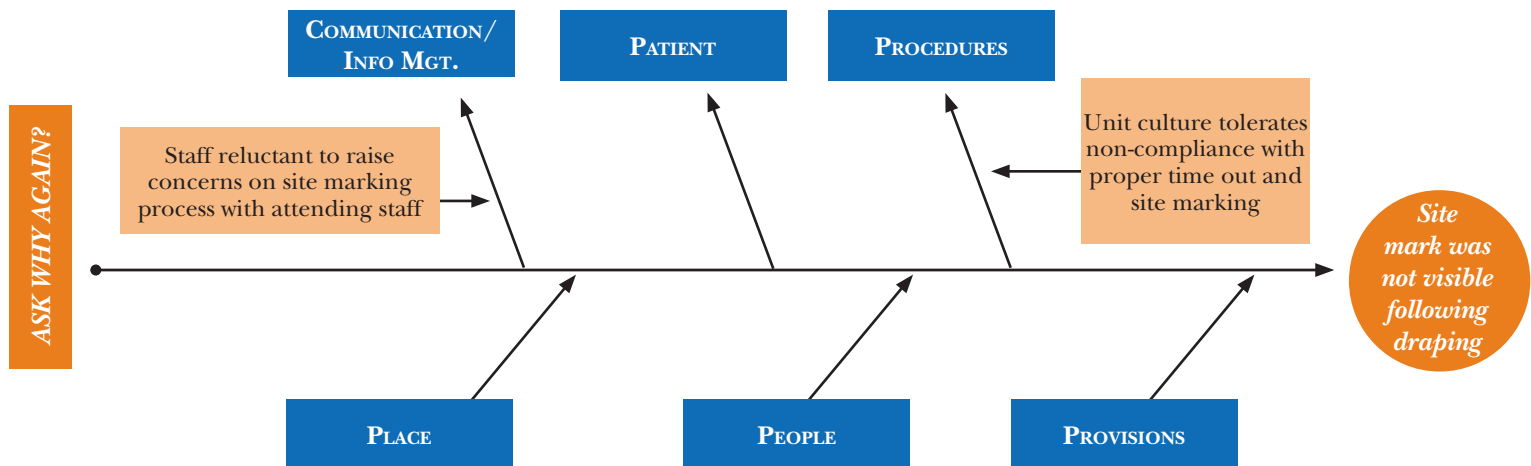 ASK WHY AGAIN?
Communication/
Info Mgt.
Patient
Procedures
Staff reluctant to raise
concerns on site marking
process with attending staff
Unit culture tolerates
non-compliance with
proper time out and
site marking
Site
mark was
not visible
following
draping
Place
People
Provisions